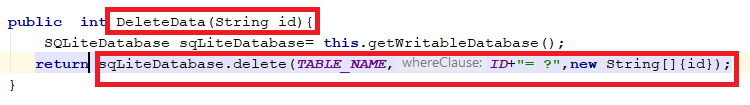 public int DeleteData(String id){
SQLiteDatabase sqLiteDatabase= this.getWritableDatabase();
return sqLiteDatabase.delete(TABLE_NAME, whereClause: ID+"= ?",new String[]{id});
}